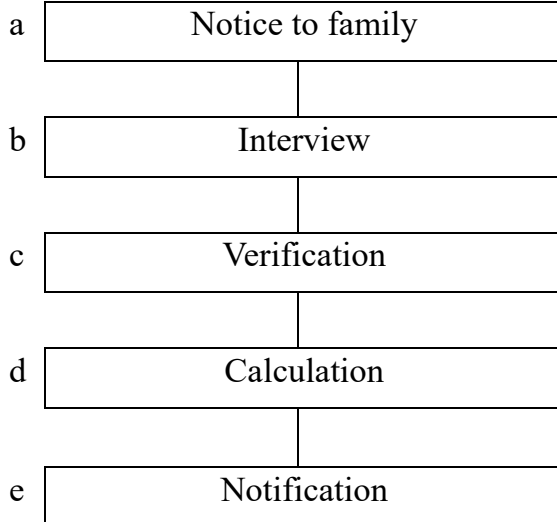 a Notice to family
b Interview
c Verification
d Calculation
e Notification